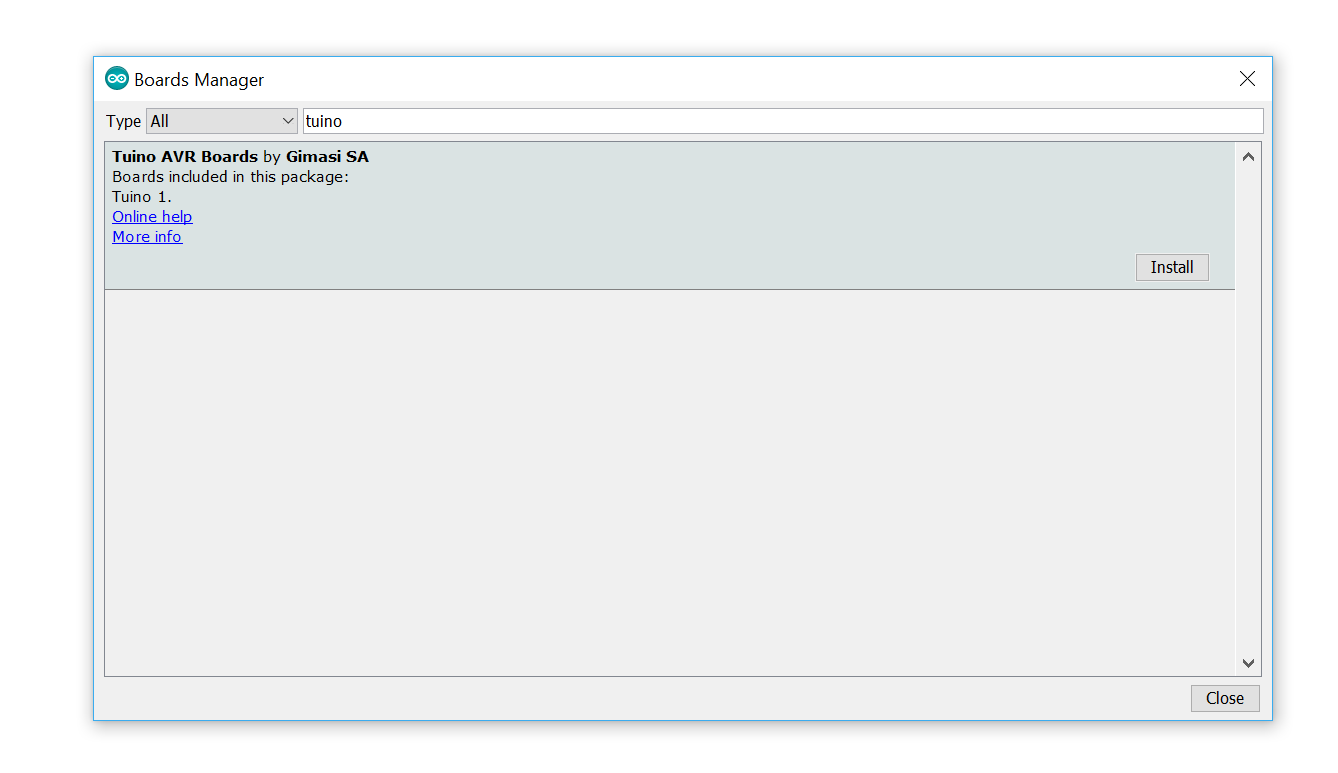 Boards Manager
Type All tuino
Tuino AVR Boards by Gimasi SA
Boards included in this package:
Tuino 1.
Online help
More info
Install
Close